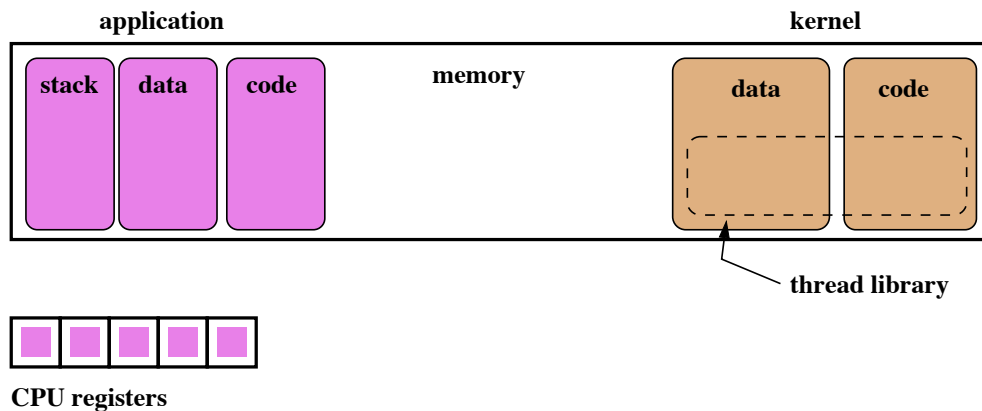 application
kernel
stack data code memory data code
thread library
CPU registers